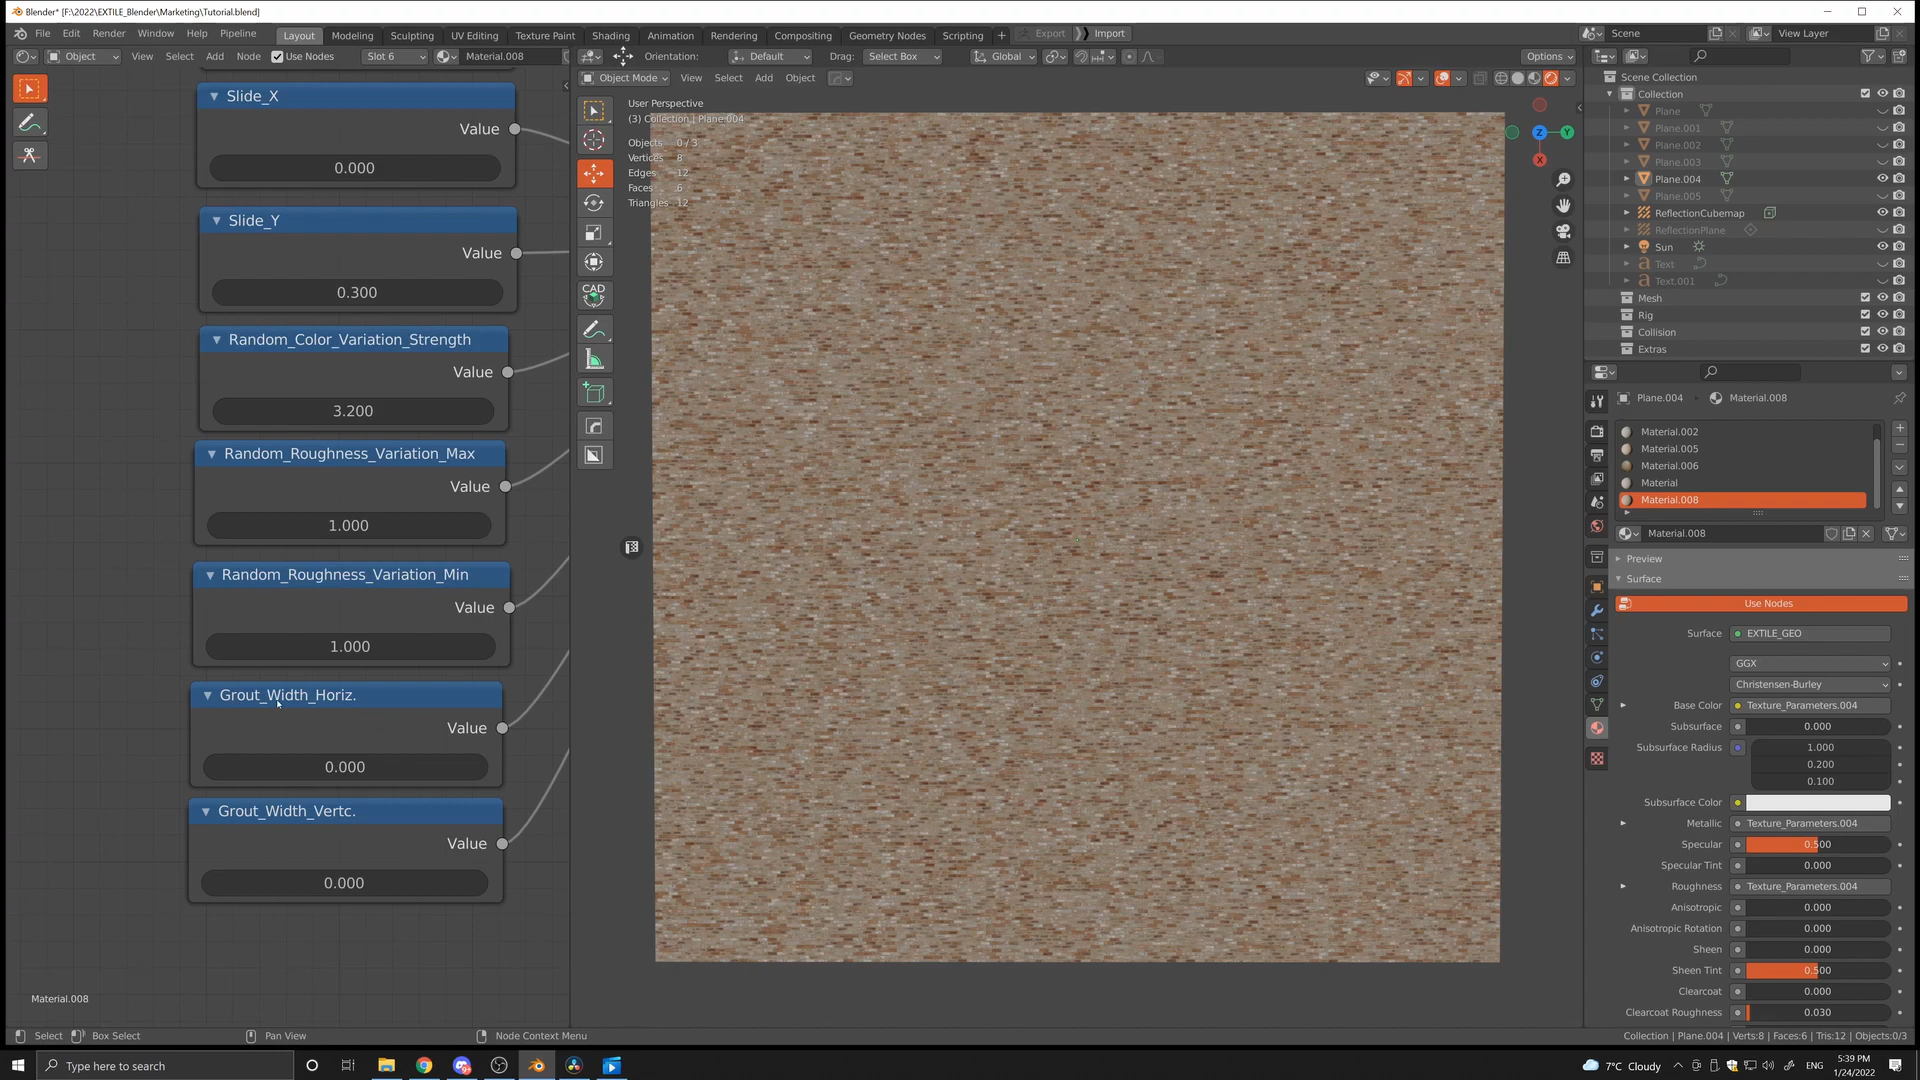 Blender* [F:\2022\EXTILE_Blender\Marketing\Tutorial.blend]
File Edit Render Window Help Pipeline Layout Modeling Sculpting UV Editing Texture Paint Shading Animation Rendering Compositing Geometry Nodes Scripting + Export Import Scene View Layer
Object View Select Add Node Use Nodes Slot 6 Material.008 Orientation: Default Drag: Select Box Global Options
Object Mode View Select Add Object
Slide_X
Value
0.000
Slide_Y
Value
0.300
Random_Color_Variation_Strength
Value
3.200
Random_Roughness_Variation_Max
Value
1.000
Random_Roughness_Variation_Min
Value
1.000
Grout_Width_Horiz.
Value
0.000
Grout_Width_Vertc.
Value
0.000
Material.008
User Perspective
(3) Collection | Plane.004
Objects 0 / 3
Vertices 8
Edges 12
Faces 6
Triangles 12
CAD
Z
Y
X
Scene Collection
Collection
Plane
Plane.001
Plane.002
Plane.003
Plane.004
Plane.005
ReflectionCubemap
ReflectionPlane
Sun
Text
Text.001
Mesh
Rig
Collision
Extras
Plane.004 Material.008
Material.002
Material.005
Material.006
Material
Material.008
Material.008
Preview
Surface
Use Nodes
Surface EXTILE_GEO
GGX
Christensen-Burley
Base Color Texture_Parameters.004
Subsurface 0.000
Subsurface Radius 1.000
0.200
0.100
Subsurface Color
Metallic Texture_Parameters.004
Specular 0.500
Specular Tint 0.000
Roughness Texture_Parameters.004
Anisotropic 0.000
Anisotropic Rotation 0.000
Sheen 0.000
Sheen Tint 0.500
Clearcoat 0.000
Clearcoat Roughness 0.030
Select Box Select Pan View Node Context Menu Collection | Plane.004 | Verts:8 | Faces:6 | Tris:12 | Objects:0/3
Type here to search 7°C Cloudy ENG 5:39 PM
1/24/2022